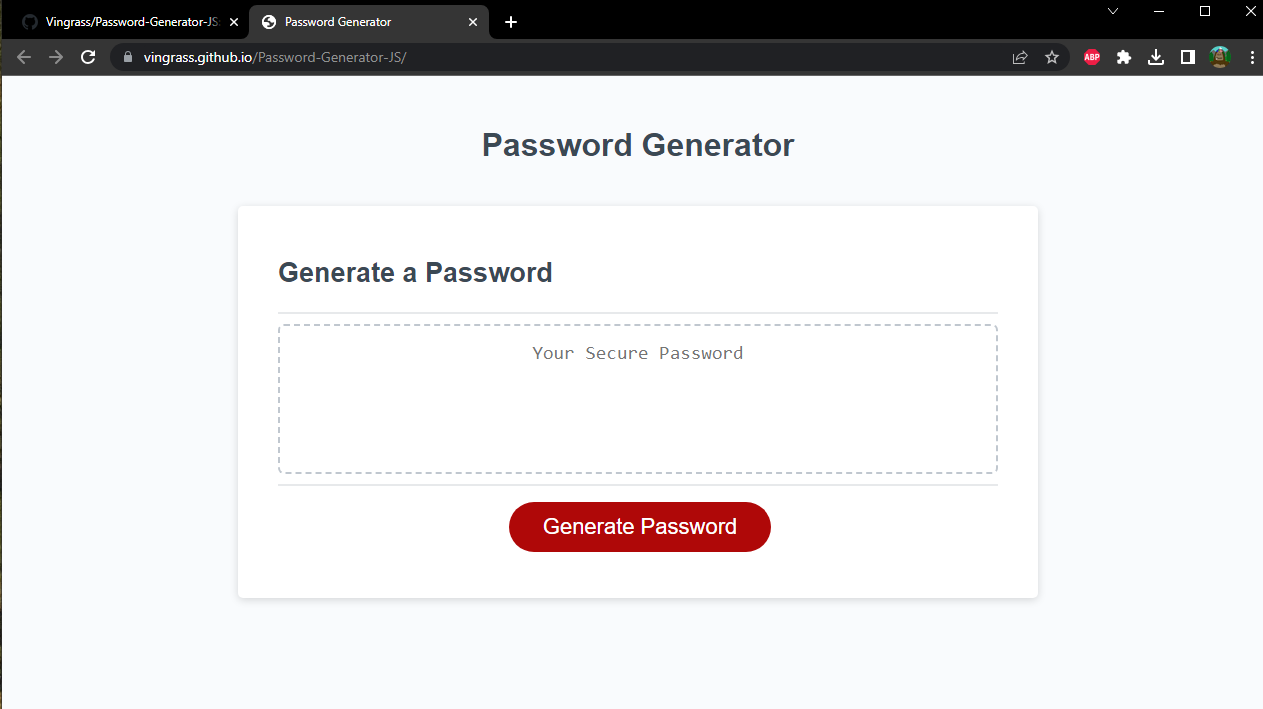 Vingrass/Password-Generator-JS
Password Generator
vingrass.github.io/Password-Generator-JS/
ABP
Password Generator
Generate a Password
Your Secure Password
Generate Password